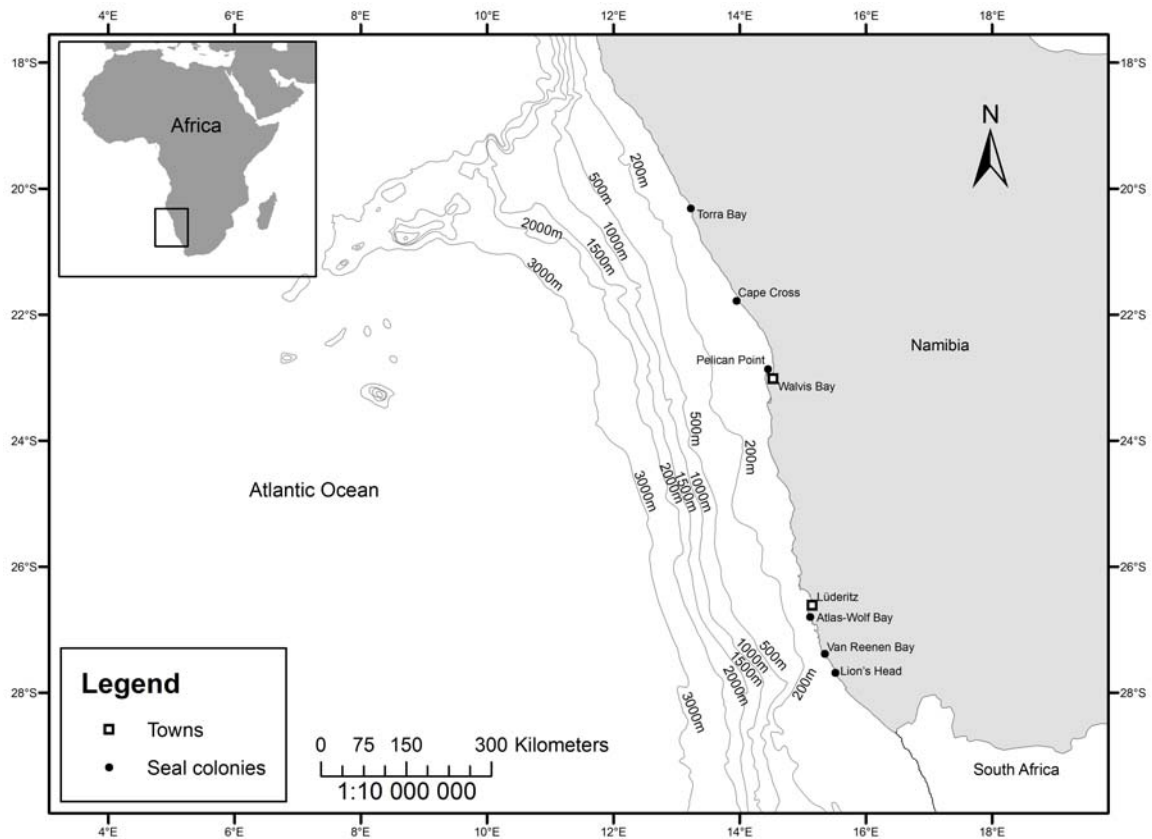 4°E 6°E 8°E 10°E 12°E 14°E 16°E 18°E
Africa
N
18°S 18°S
200m
500m
20°S 20°S
Torra Bay
1000m
2000m
1500m
3000m
Cape Cross
22°S 22°S
Namibia
Pelican Point
Walvis Bay
500m
24°S 24°S
200m
Atlantic Ocean
3000m 2000m 1500m 1000m
26°S 26°S
Lüderitz
Atlas-Wolf Bay
Van Reenen Bay
Lion's Head
500m
1000m
1500m
2000m
200m
3000m
28°S 28°S
Legend
Towns
Seal colonies
0 75 150 300 Kilometers
1:10 000 000
South Africa
4°E 6°E 8°E 10°E 12°E 14°E 16°E 18°E